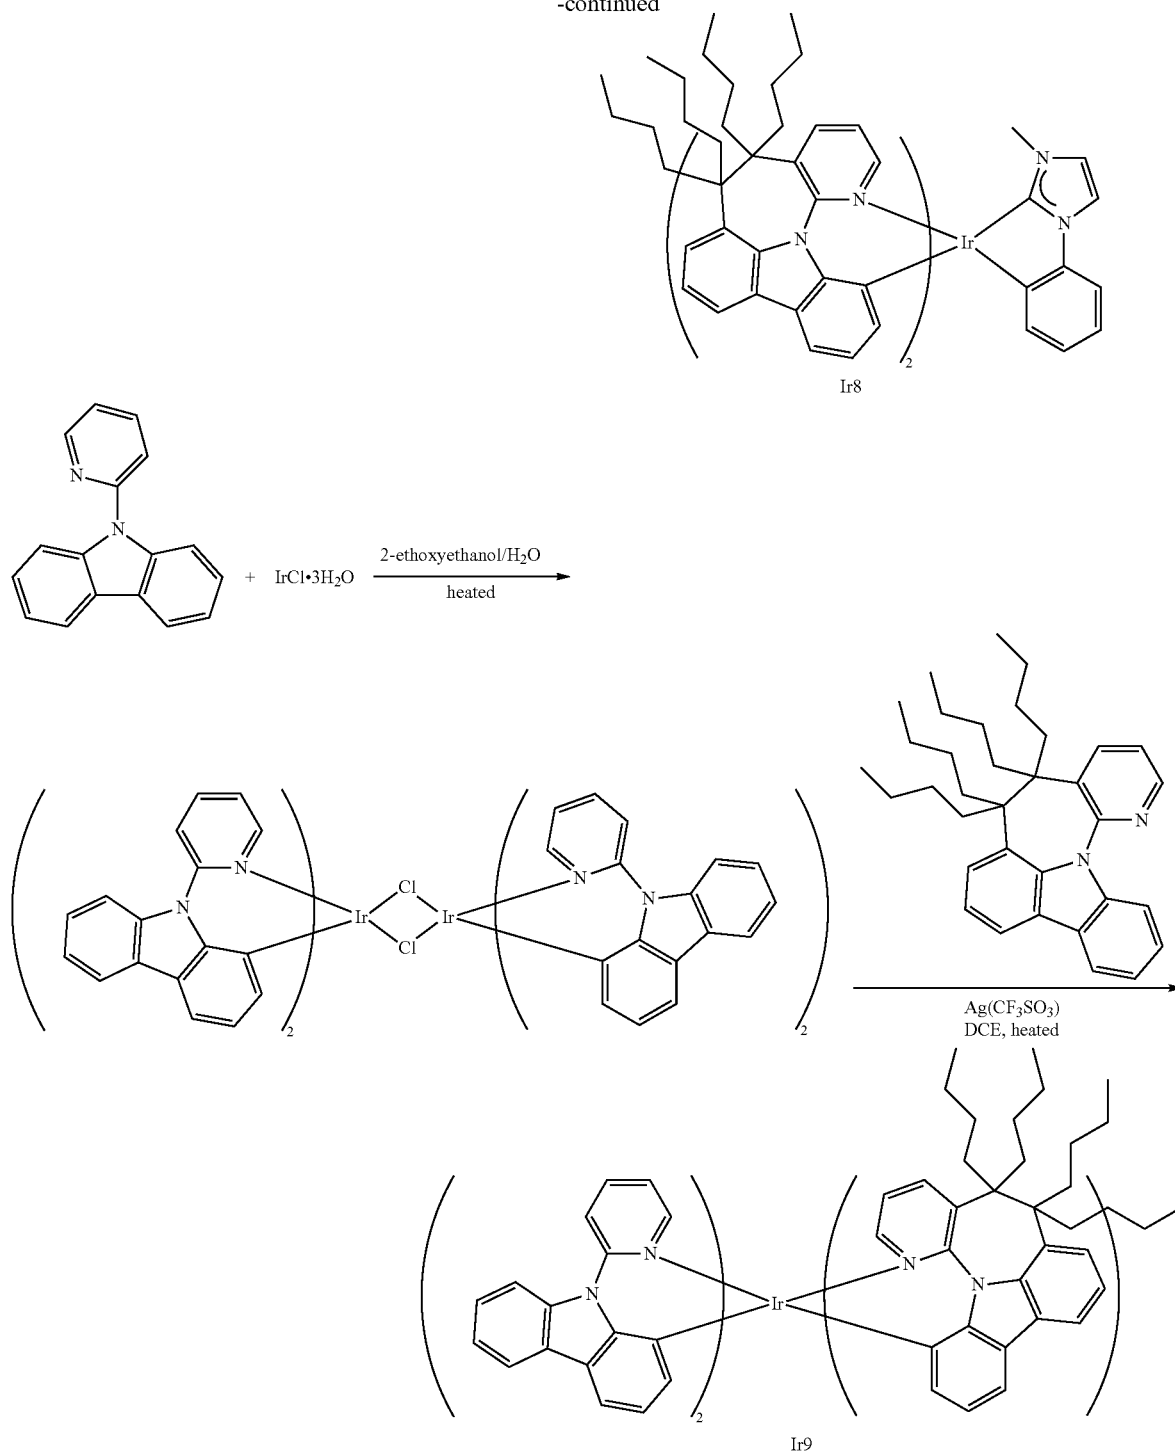 -continued
N
N
N
N
N
Ir
2
Ir8
N
N
+ IrCl•3H₂O
2-ethoxyethanol/H₂O
heated
N
N
N
N
N
N
Cl
Ir Ir
Cl
2
2
N
N
Ag(CF₃SO₃)
DCE, heated
N
N
N
N
Ir
2
Ir9